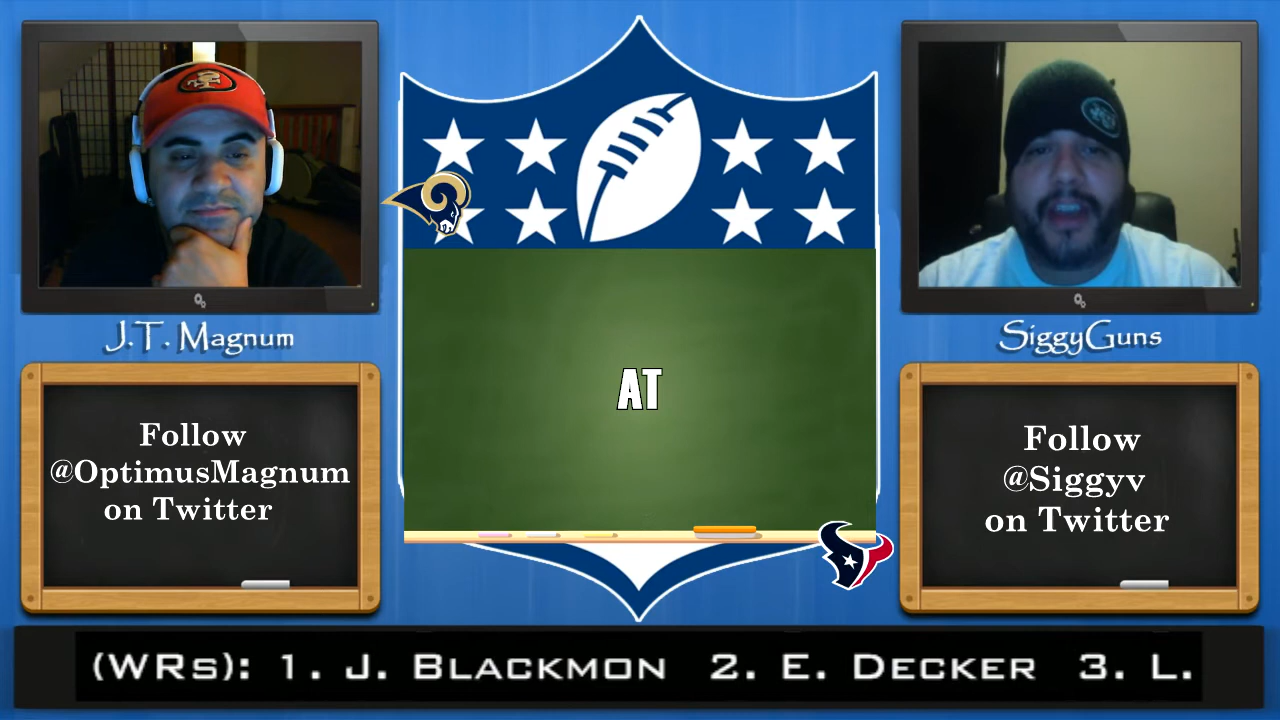 J.T. Magnum
SiggyGuns
Follow
@OptimusMagnum
on Twitter
AT
Follow
@Siggyv
on Twitter
(WRs): 1. J. Blackmon 2. E. Decker 3. L.